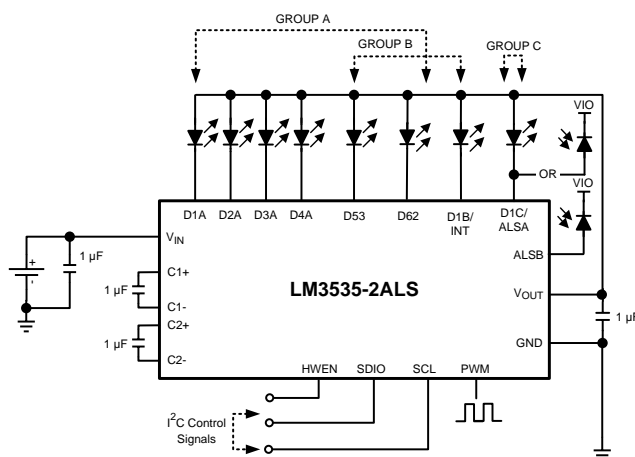 GROUP A
GROUP B
GROUP C
VIO
OR
VIO
D1A
D2A
D3A
D4A
D53
D62
D1B/
INT
D1C/
ALSA
VIN
ALSB
+
-
1 µF
C1+
1 µF
C1-
LM3535-2ALS
VOUT
C2+
1 µF
C2-
1 µF
GND
HWEN
SDIO
SCL
PWM
I²C Control
Signals